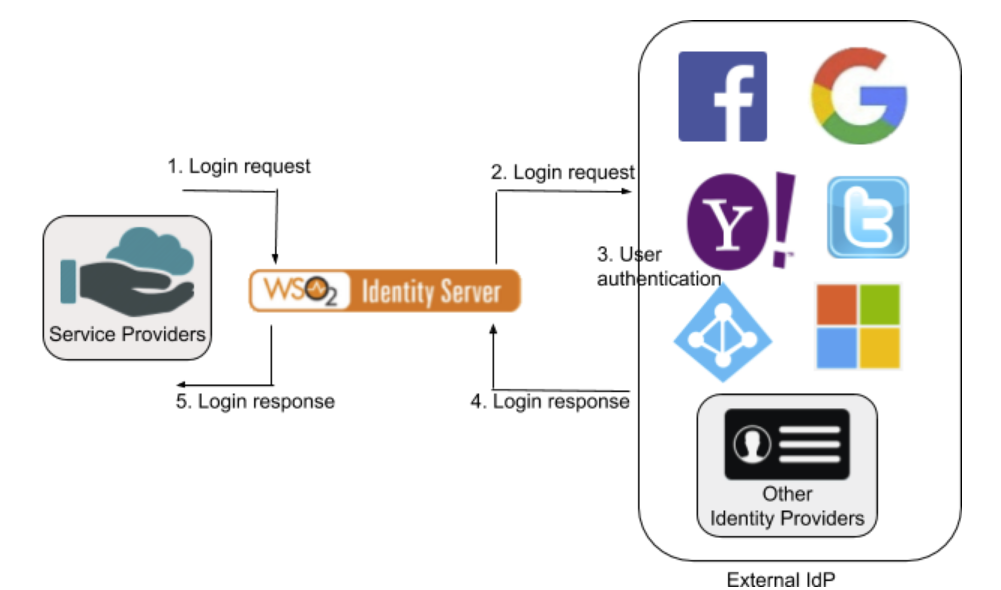 1. Login request
2. Login request
f
G
Y!
t
3. User
authentication
WSO2 Identity Server
Service Providers
5. Login response
4. Login response
Other
Identity Providers
External IdP